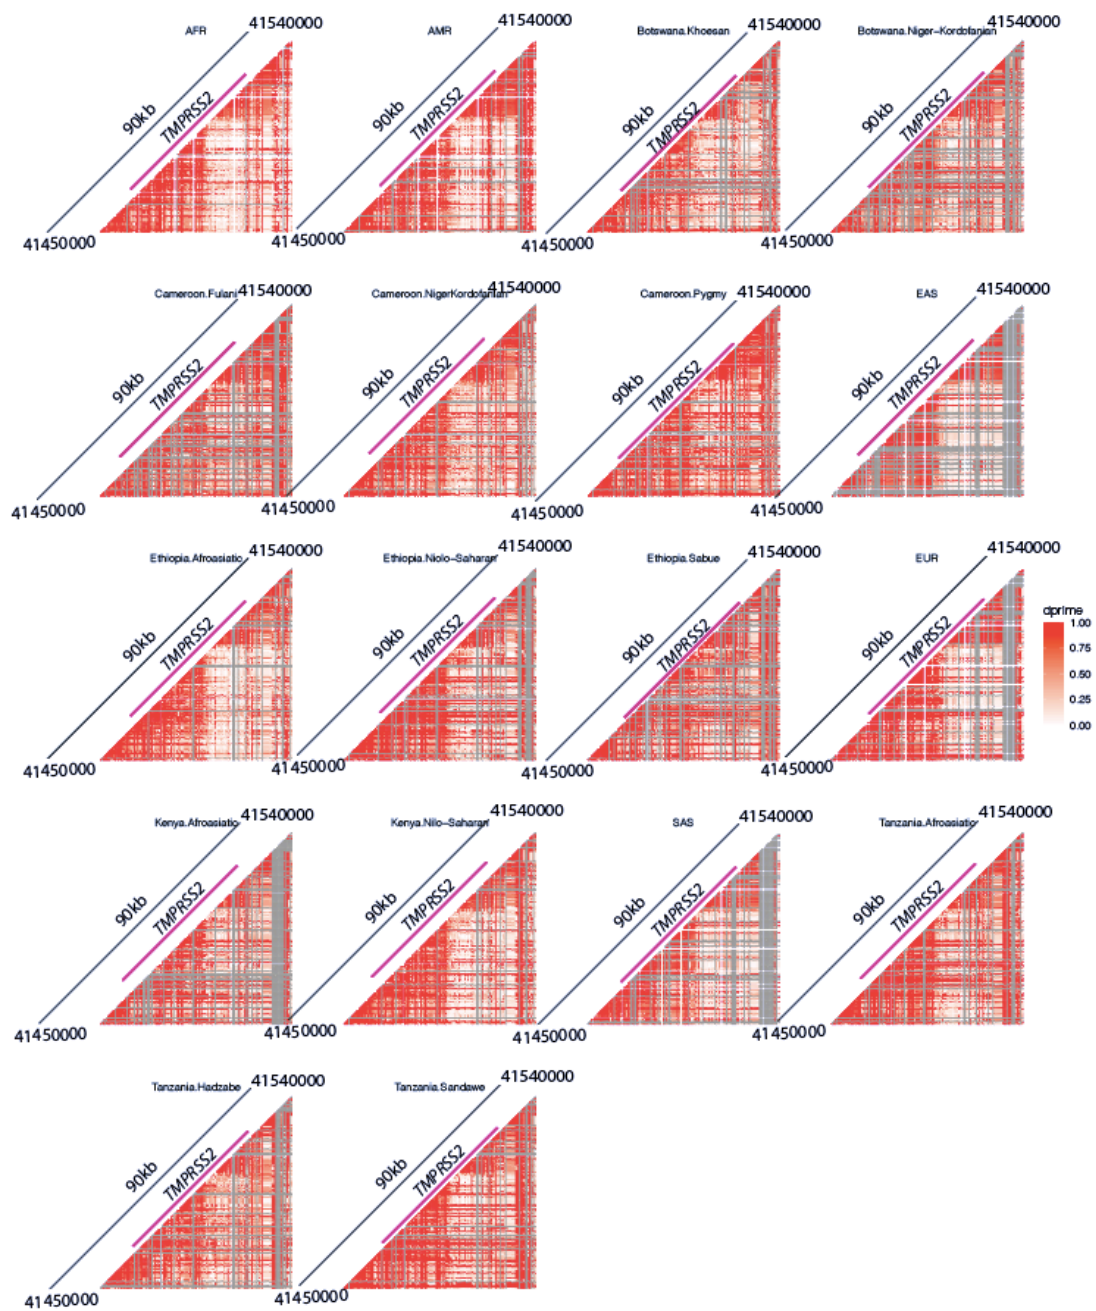 AFR
41540000
90kb
TMPRSS2
41450000
AMR
41540000
90kb
TMPRSS2
41450000
Botswana.Khoesan
41540000
90kb
TMPRSS2
41450000
Botswana.Niger-Kordofanian
41540000
90kb
TMPRSS2
41450000
Cameroon.Fulani
41540000
90kb
TMPRSS2
41450000
Cameroon.NigerKordofanian
41540000
90kb
TMPRSS2
41450000
Cameroon.Pygmy
41540000
90kb
TMPRSS2
41450000
EAS
41540000
90kb
TMPRSS2
41450000
Ethiopia.Afroasiatic
41540000
90kb
TMPRSS2
41450000
Ethiopia.Niolo-Saharan
41540000
90kb
TMPRSS2
41450000
Ethiopia.Sabue
41540000
90kb
TMPRSS2
41450000
EUR
41540000
90kb
TMPRSS2
41450000
dprime
1.00
0.75
0.50
0.25
0.00
Kenya.Afroasiatic
41540000
90kb
TMPRSS2
41450000
Kenya.Nilo-Saharan
41540000
90kb
TMPRSS2
41450000
SAS
41540000
90kb
TMPRSS2
41450000
Tanzania.Afroasiatic
41540000
90kb
TMPRSS2
41450000
Tanzania.Hadzabe
41540000
90kb
TMPRSS2
41450000
Tanzania.Sandawe
41540000
90kb
TMPRSS2
41450000